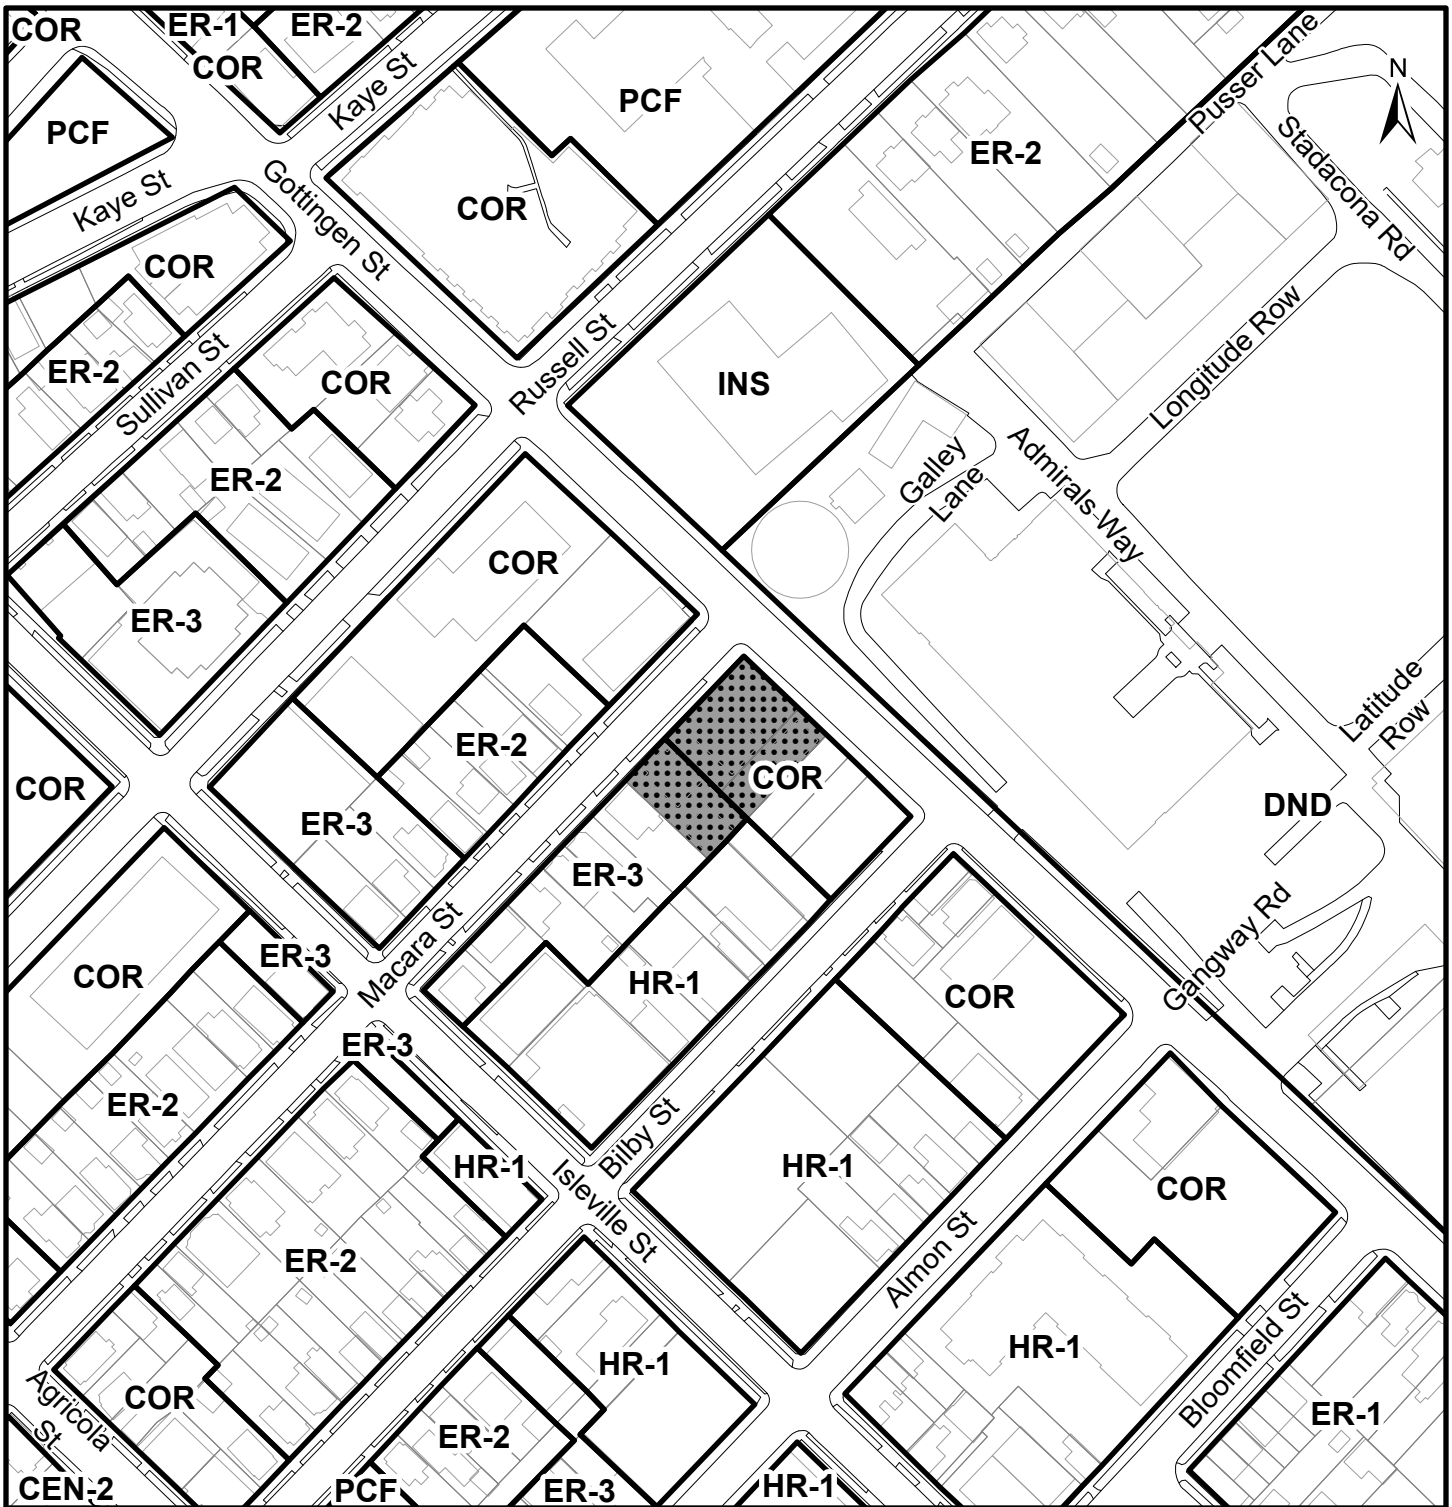 COR
ER-1
ER-2
COR
Kaye St
PCF
Pusser Lane
N
PCF
Stadacona Rd
ER-2
Kaye St
Gottingen St
COR
COR
Longitude Row
Sullivan St
Russell St
ER-2
COR
INS
Admirals Way
Galley
Lane
ER-2
COR
ER-3
Latitude
Row
ER-2
COR
COR
DND
ER-3
ER-3
Macara St
Gangway Rd
ER-3
COR
HR-1
COR
ER-3
ER-2
Bilby St
HR-1
HR-1
COR
Isleville St
ER-2
Almon St
Bloomfield St
HR-1
HR-1
Agricola
St
COR
ER-1
ER-2
CEN-2
PCF
ER-3
HR-1